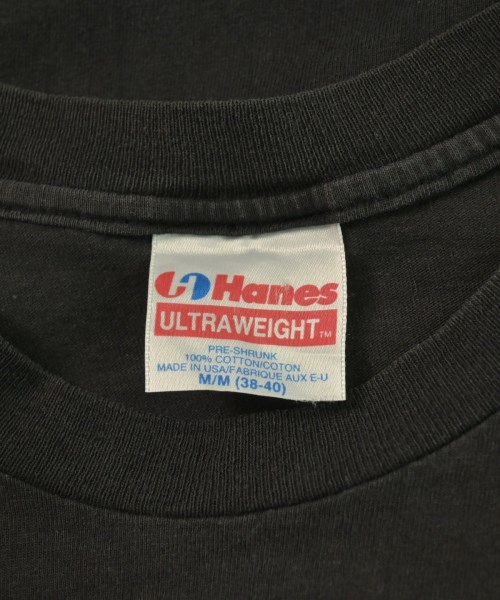 Hanes
ULTRAWEIGHT™
PRE-SHRUNK
100% COTTON/COTON
MADE IN USA/FABRIQUE AUX E-U
M/M (38-40)